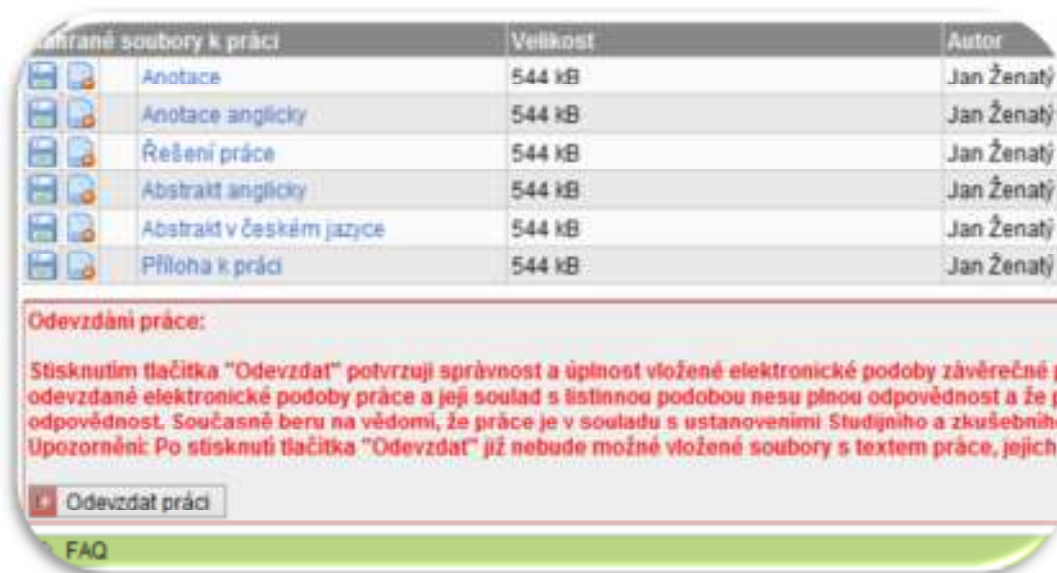 soubory k práci Velikost Autor
Anotace 544 kB Jan Ženatý
Anotace anglicky 544 kB Jan Ženatý
Řešení práce 544 kB Jan Ženatý
Abstrakt anglicky 544 kB Jan Ženatý
Abstrakt v českém jazyce 544 kB Jan Ženatý
Příloha k práci 544 kB Jan Ženatý
Odevzdání práce:
Stisknutím tlačítka "Odevzdat" potvrzuji správnost a úplnost vložené elektronické podoby závěrečné
odevzdané elektronické podoby práce a její soulad s listinnou podobou nesu plnou odpovědnost a že
odpovědnost. Současně beru na vědomí, že práce je v souladu s ustanoveními Studijního a zkušebního
Upozornění: Po stisknutí tlačítka "Odevzdat" již nebude možné vložené soubory s textem práce, jejich
Odevzdat práci
FAQ